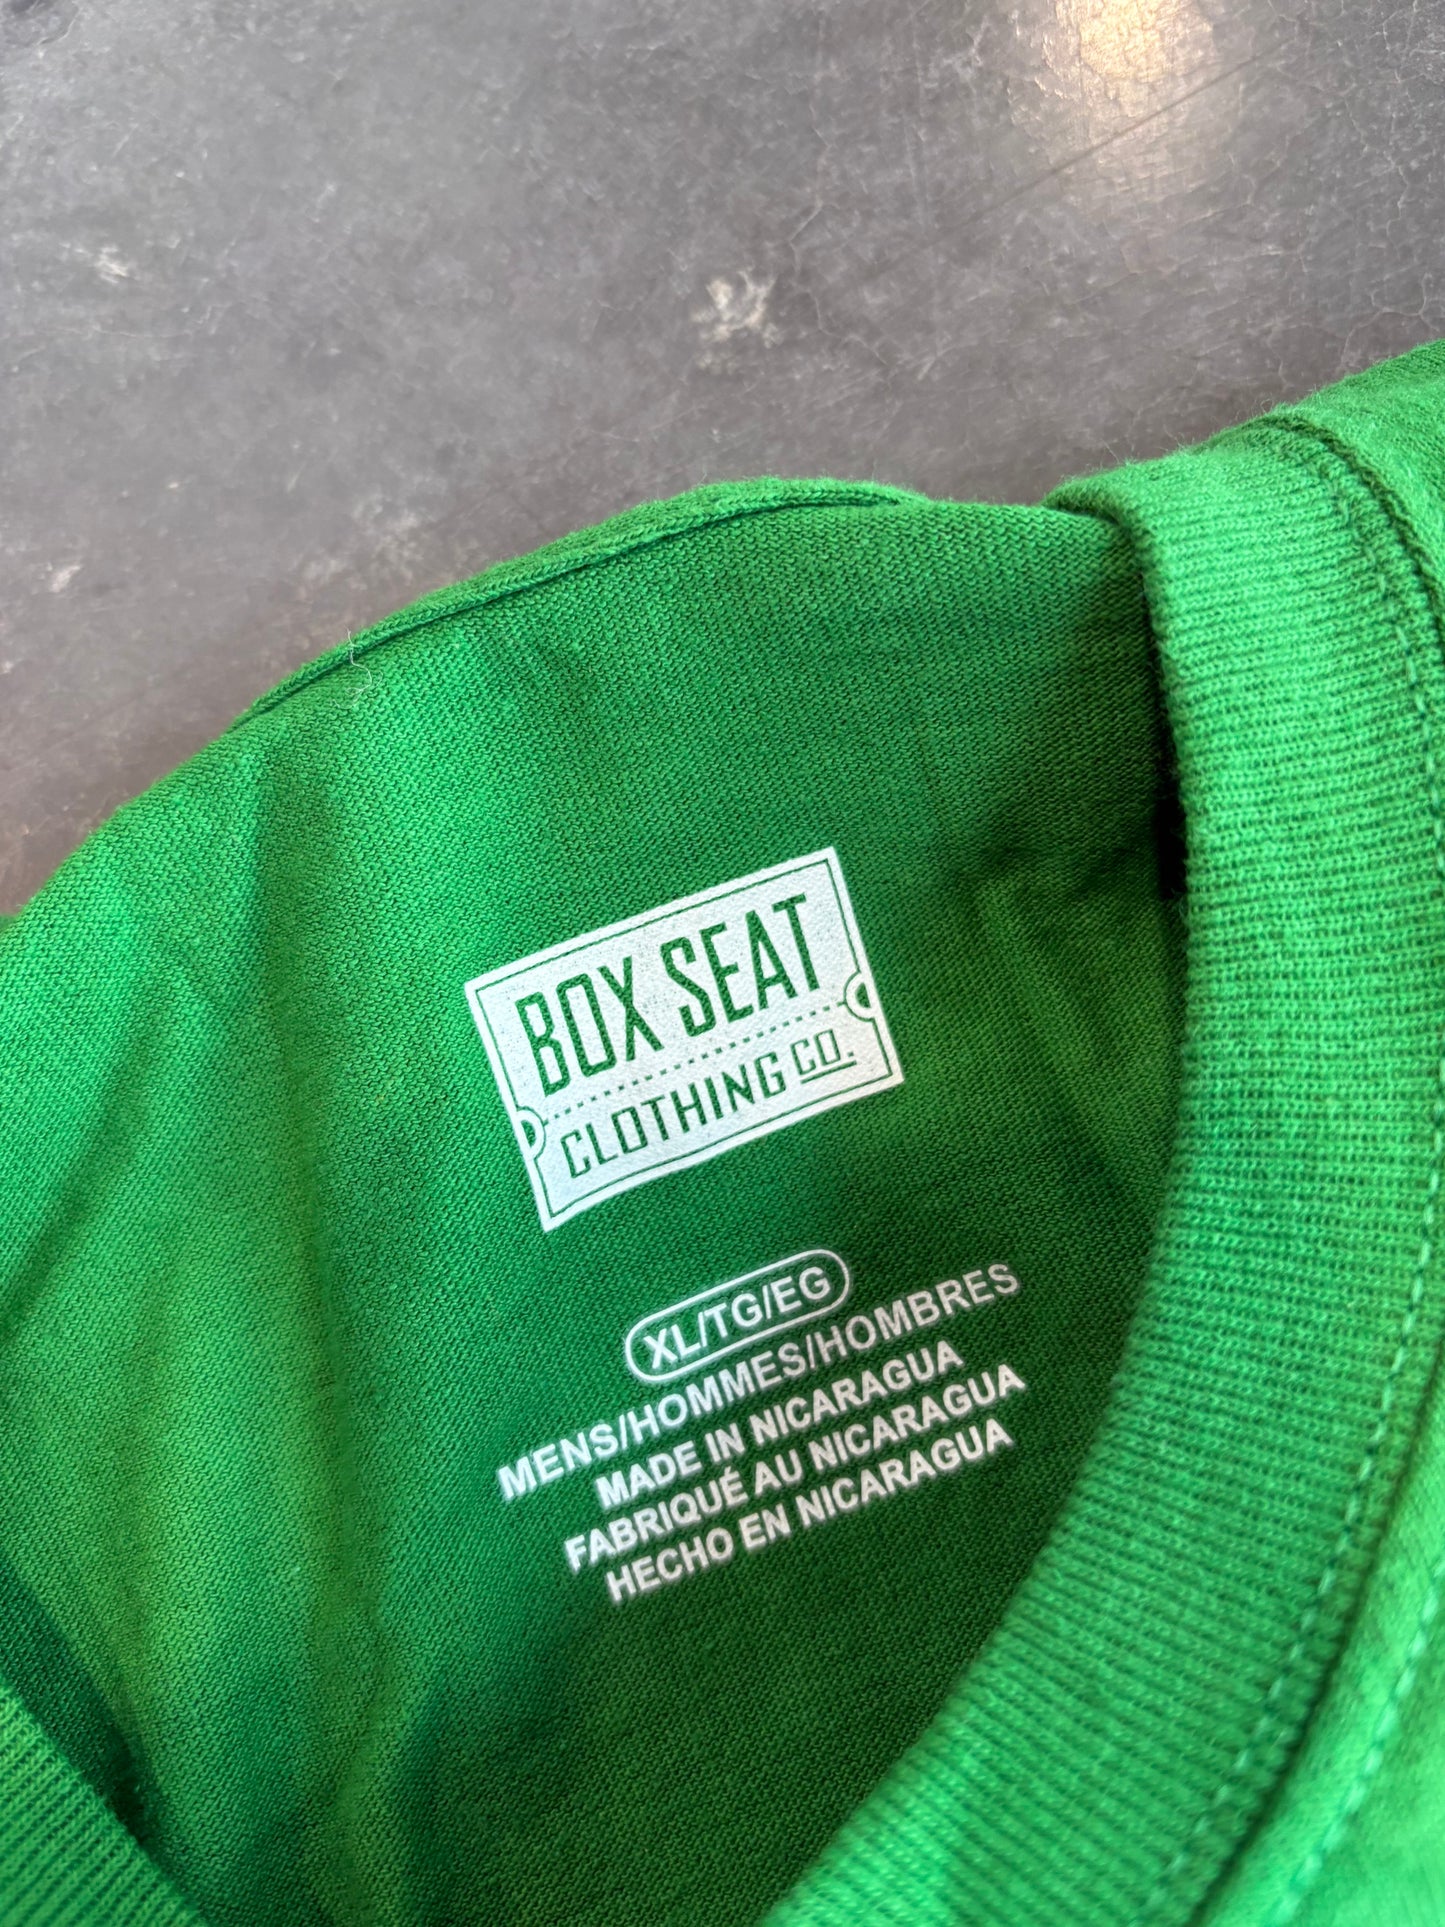 BOX SEAT
CLOTHING CO.
XL/TG/EG
MENS/HOMMES/HOMBRES
MADE IN NICARAGUA
FABRIQUÉ AU NICARAGUA
HECHO EN NICARAGUA